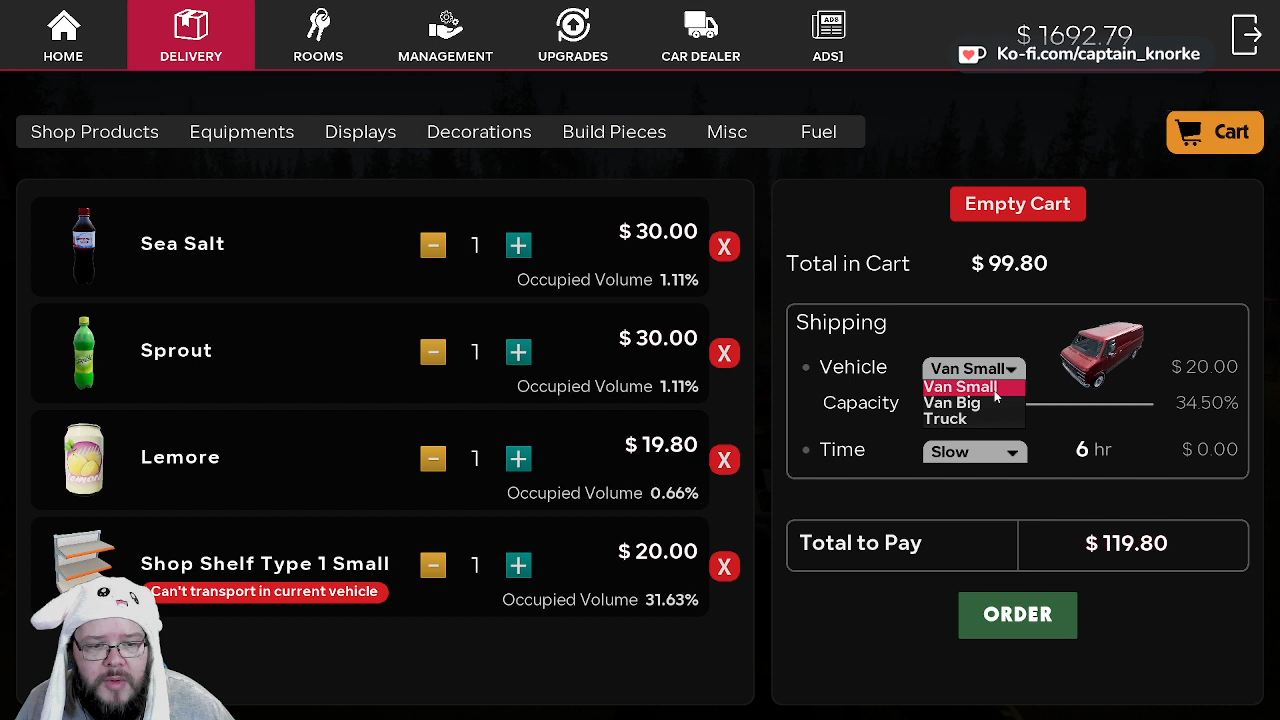 HOME
DELIVERY
ROOMS
MANAGEMENT
UPGRADES
CAR DEALER
ADS
ADS]
$ 1692.79
Ko-fi.com/captain_knorke
Shop Products
Equipments
Displays
Decorations
Build Pieces
Misc
Fuel
Cart
Sea Salt
- 1 +
$ 30.00
X
Occupied Volume 1.11%
Sprout
- 1 +
$ 30.00
X
Occupied Volume 1.11%
Lemore
- 1 +
$ 19.80
X
Occupied Volume 0.66%
Shop Shelf Type 1 Small
Can't transport in current vehicle
- 1 +
$ 20.00
X
Occupied Volume 31.63%
Empty Cart
Total in Cart $ 99.80
Shipping
Vehicle Van Small $ 20.00
Van Small
Van Big
Truck
Capacity 34.50%
Time Slow 6 hr $ 0.00
Total to Pay $ 119.80
ORDER